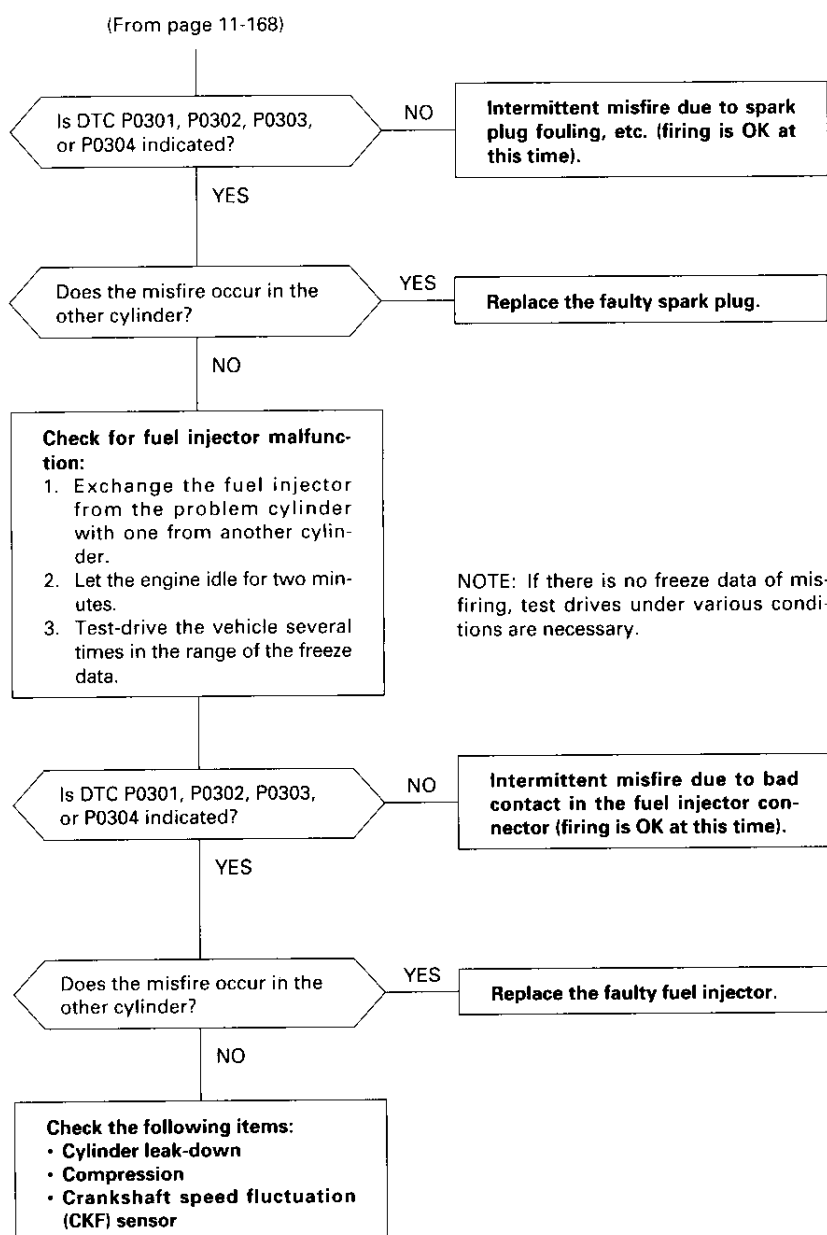 (From page 11-168)
Is DTC P0301, P0302, P0303,
or P0304 indicated?
NO
Intermittent misfire due to spark
plug fouling, etc. (firing is OK at
this time).
YES
Does the misfire occur in the
other cylinder?
YES
Replace the faulty spark plug.
NO
Check for fuel injector malfunc-
tion:
1. Exchange the fuel injector
from the problem cylinder
with one from another cylin-
der.
2. Let the engine idle for two min-
utes.
3. Test-drive the vehicle several
times in the range of the freeze
data.
NOTE: If there is no freeze data of mis-
firing, test drives under various condi-
tions are necessary.
Is DTC P0301, P0302, P0303,
or P0304 indicated?
NO
Intermittent misfire due to bad
contact in the fuel injector con-
nector (firing is OK at this time).
YES
Does the misfire occur in the
other cylinder?
YES
Replace the faulty fuel injector.
NO
Check the following items:
• Cylinder leak-down
• Compression
• Crankshaft speed fluctuation
(CKF) sensor